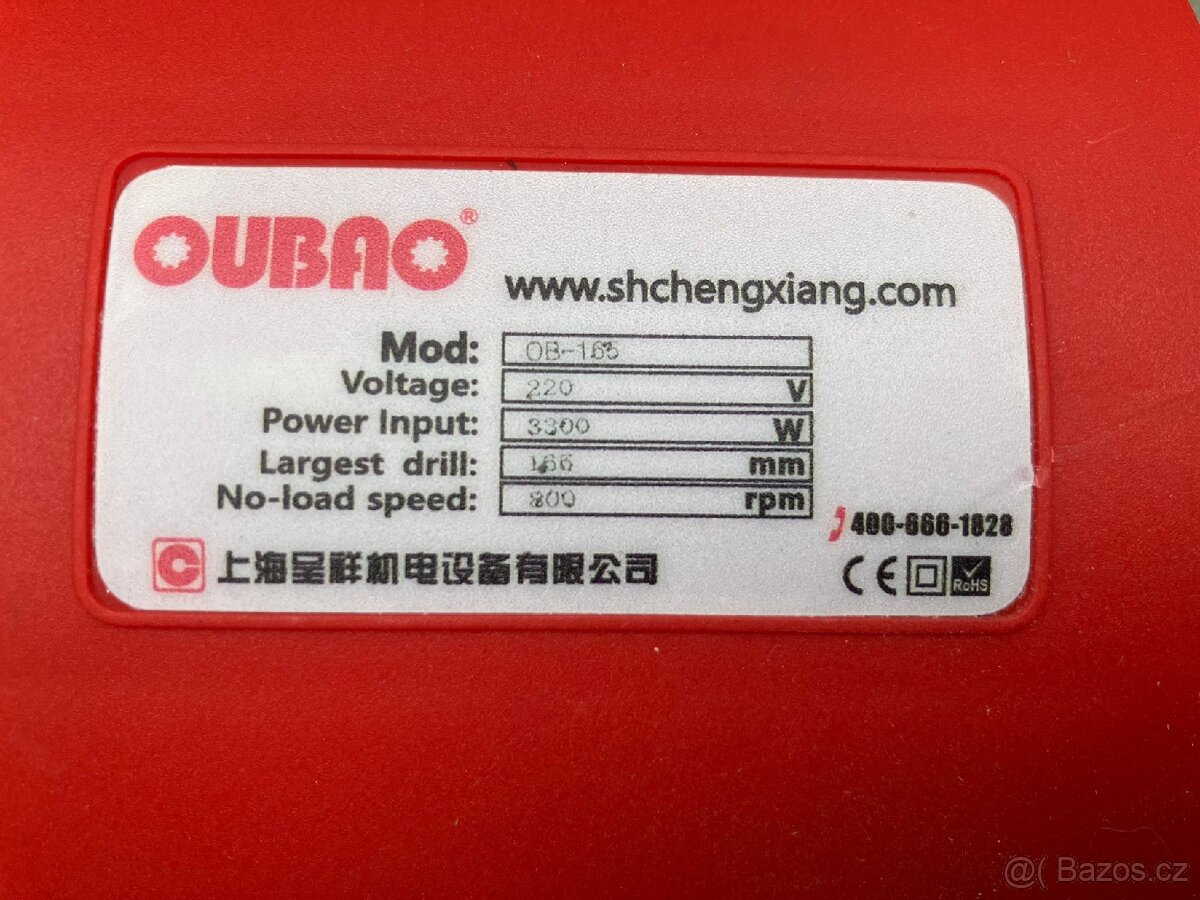 OUBAO®
www.shchengxiang.com
Mod: OB-166
Voltage: 220 V
Power Input: 3300 W
Largest drill: 166 mm
No-load speed: 800 rpm
400-666-1828
上海呈祥机电设备有限公司
CE RoHS
@( Bazos.cz